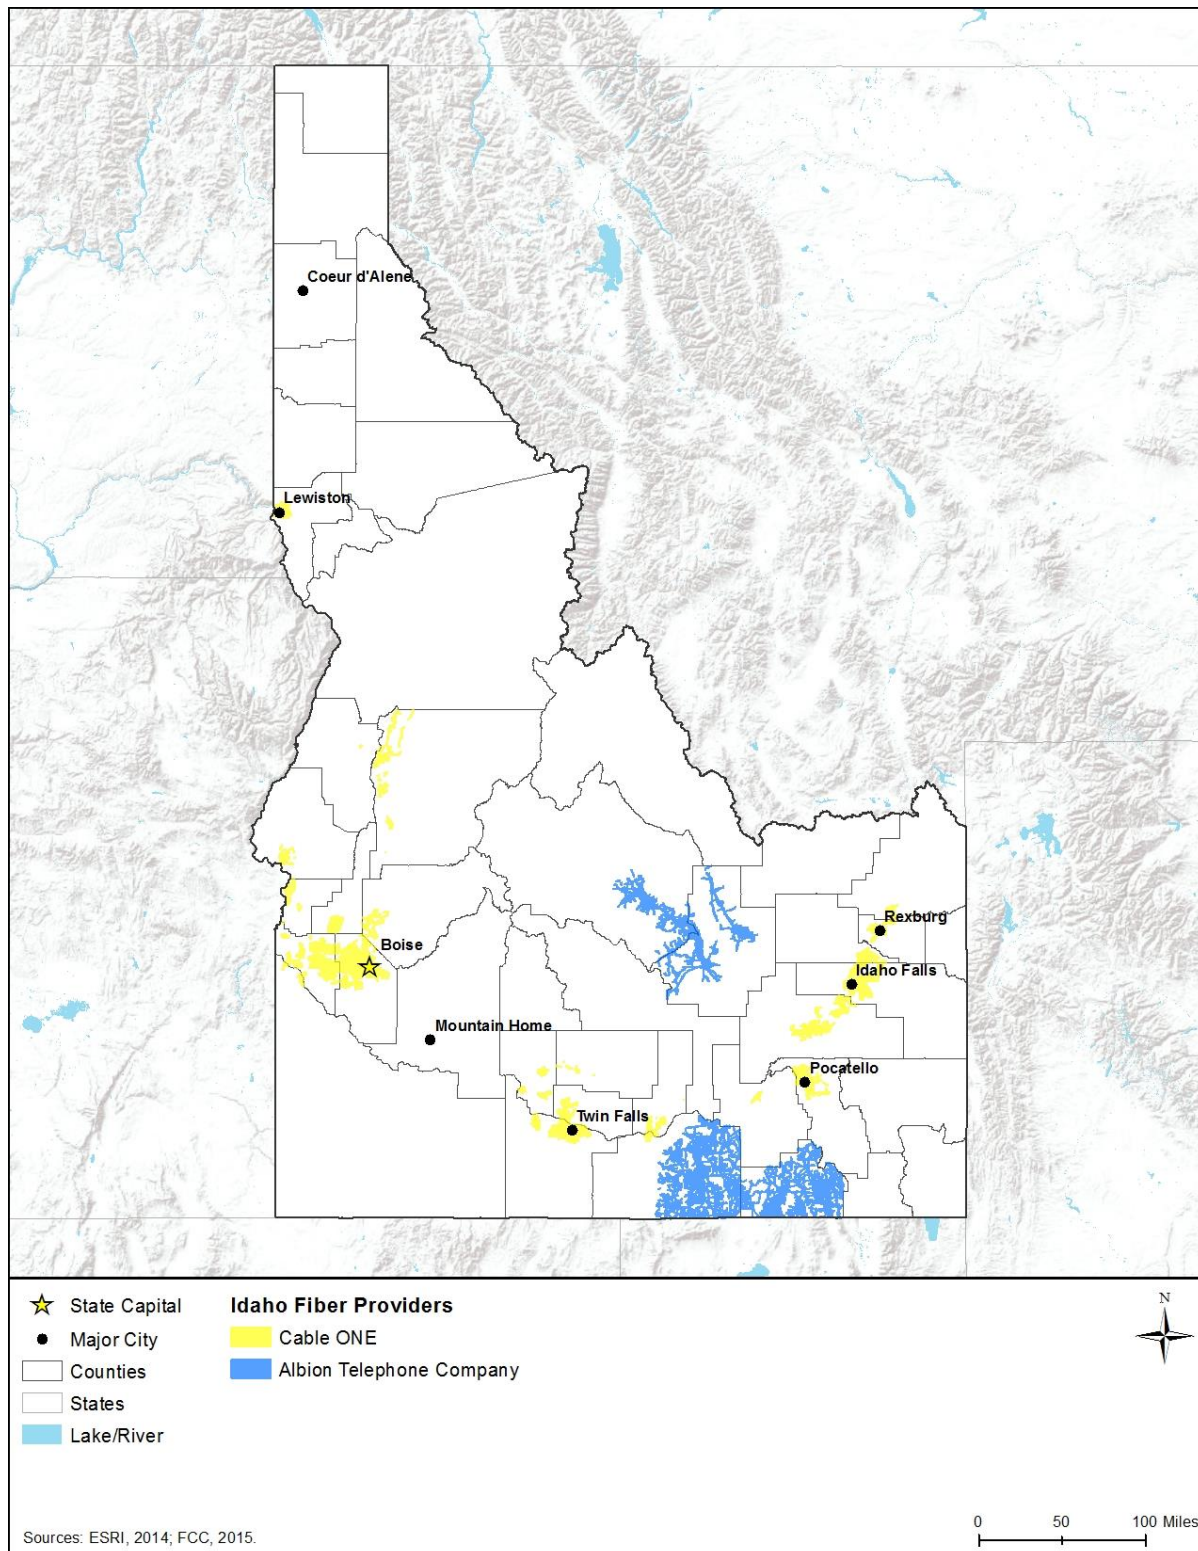 Coeur d'Alene
Lewiston
Rexburg
Boise
Idaho Falls
Mountain Home
Pocatello
Twin Falls
State Capital
Major City
Counties
States
Lake/River
Idaho Fiber Providers
Cable ONE
Albion Telephone Company
N
0 50 100 Miles
Sources: ESRI, 2014; FCC, 2015.